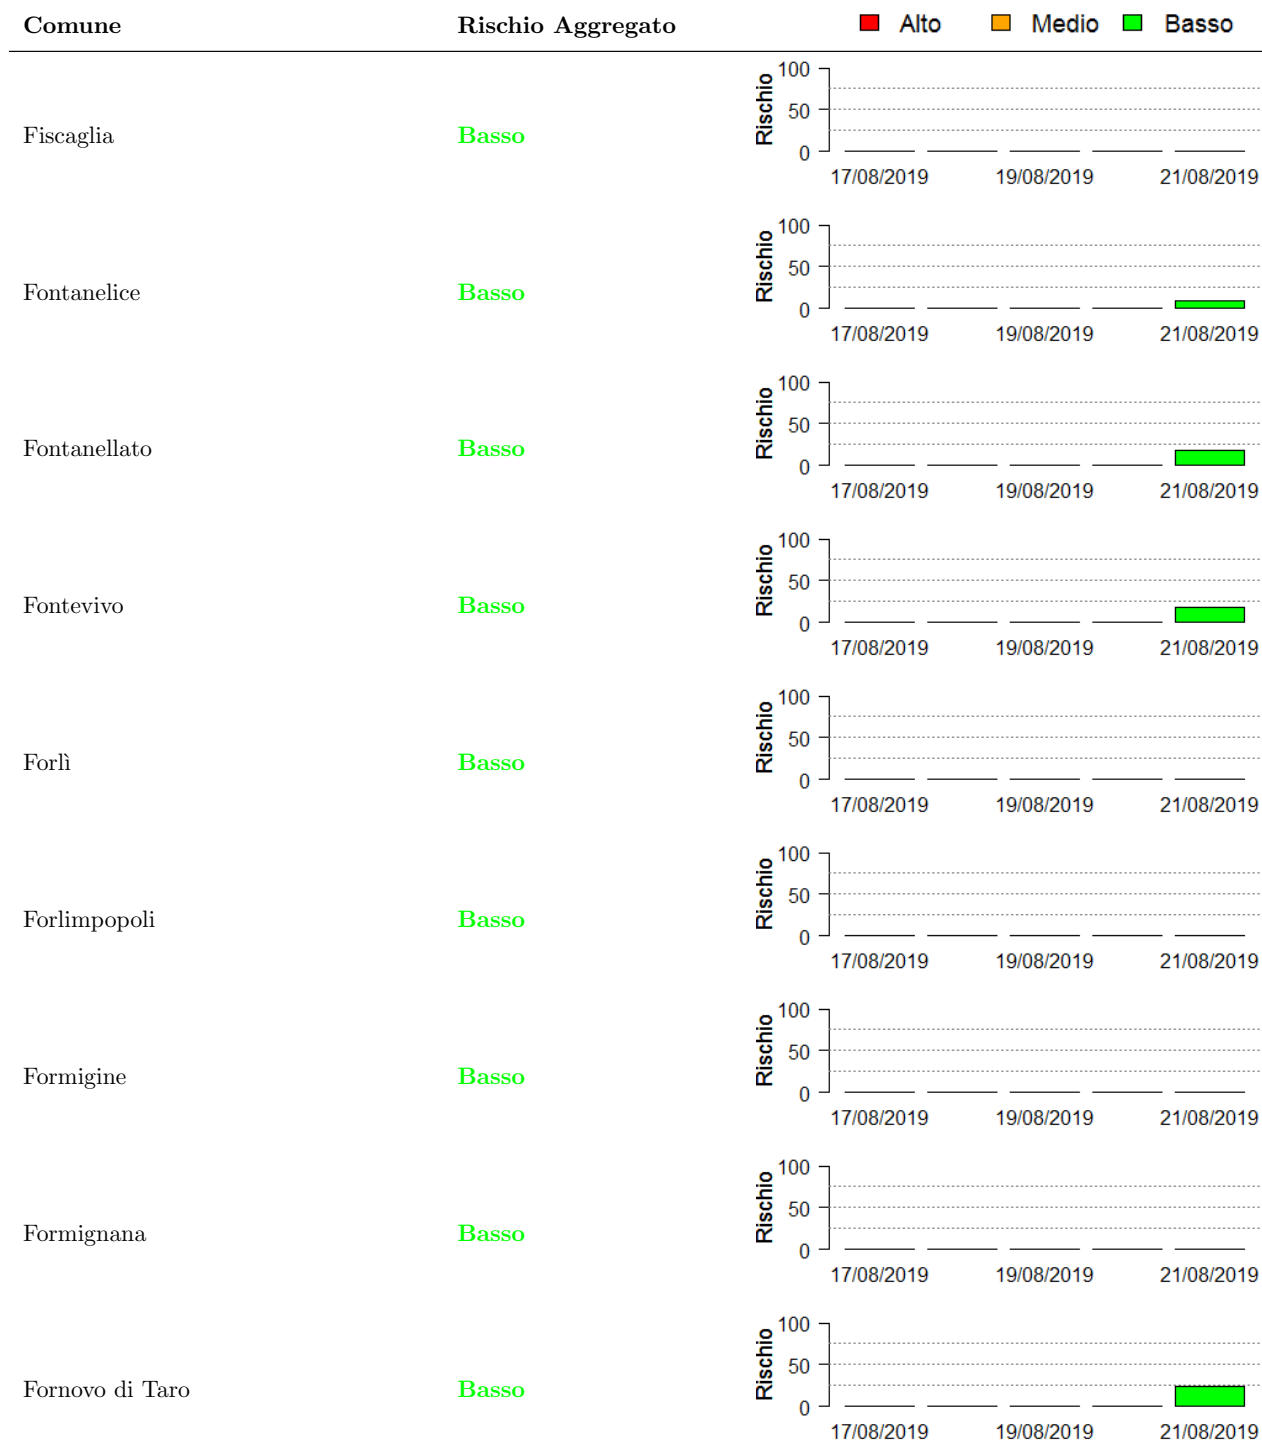 Comune Rischio Aggregato Alto Medio Basso
Fiscaglia Basso
Rischio
100
50
0
17/08/2019 19/08/2019 21/08/2019
Fontanelice Basso
Rischio
100
50
0
17/08/2019 19/08/2019 21/08/2019
Fontanellato Basso
Rischio
100
50
0
17/08/2019 19/08/2019 21/08/2019
Fontevivo Basso
Rischio
100
50
0
17/08/2019 19/08/2019 21/08/2019
Forlì Basso
Rischio
100
50
0
17/08/2019 19/08/2019 21/08/2019
Forlimpopoli Basso
Rischio
100
50
0
17/08/2019 19/08/2019 21/08/2019
Formigine Basso
Rischio
100
50
0
17/08/2019 19/08/2019 21/08/2019
Formignana Basso
Rischio
100
50
0
17/08/2019 19/08/2019 21/08/2019
Fornovo di Taro Basso
Rischio
100
50
0
17/08/2019 19/08/2019 21/08/2019